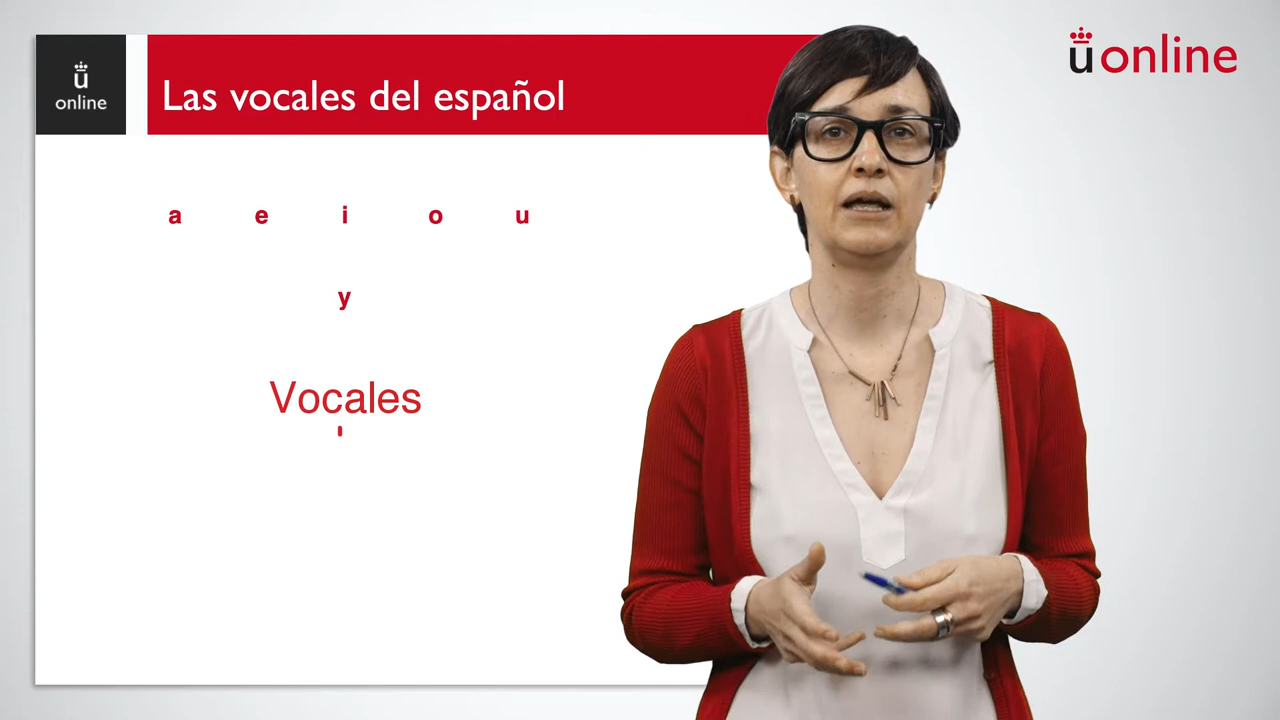 ü online
online
Las vocales del español
a e i o u
y
Vocales